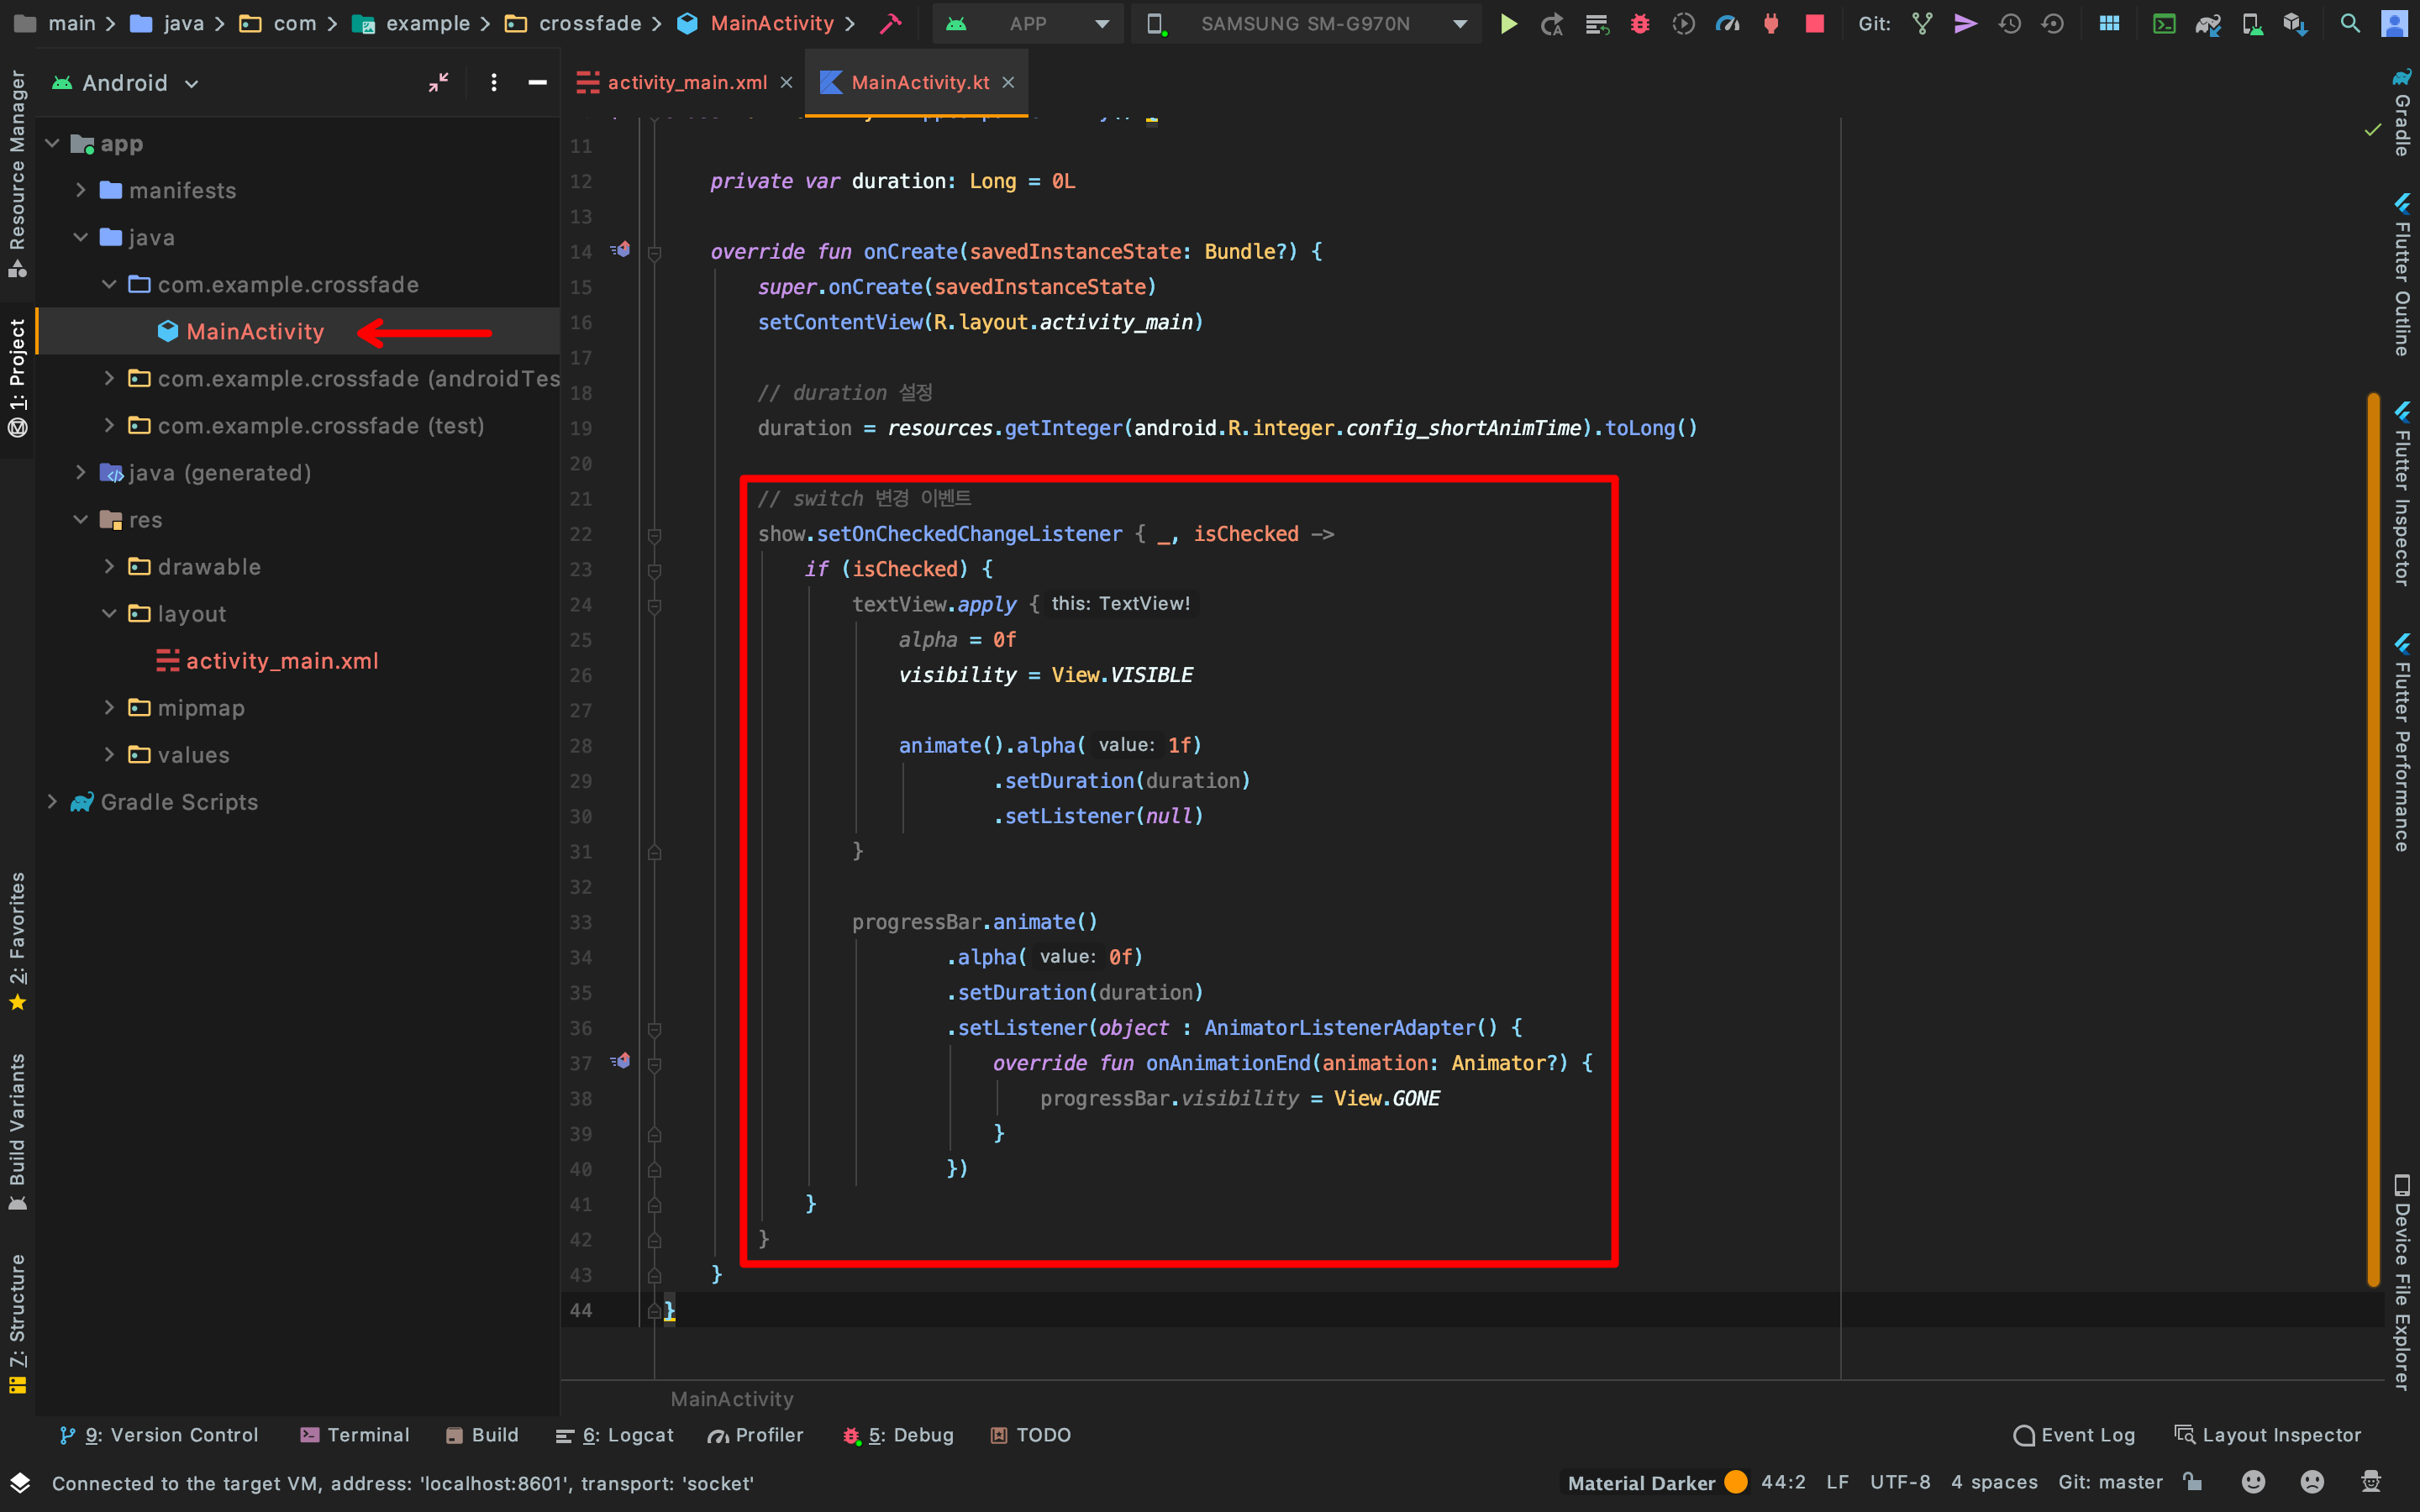 main java com example crossfade MainActivity APP SAMSUNG SM-G970N Git:
Android
activity_main.xml MainActivity.kt
Resource Manager
1: Project
2: Favorites
Build Variants
7: Structure
app
manifests
java
com.example.crossfade
MainActivity
com.example.crossfade (androidTes
com.example.crossfade (test)
java (generated)
res
drawable
layout
activity_main.xml
mipmap
values
Gradle Scripts
11
12 private var duration: Long = 0L
13
14 override fun onCreate(savedInstanceState: Bundle?) {
15 super.onCreate(savedInstanceState)
16 setContentView(R.layout.activity_main)
17
18 // duration 설정
19 duration = resources.getInteger(android.R.integer.config_shortAnimTime).toLong()
20
21 // switch 변경 이벤트
22 show.setOnCheckedChangeListener { _, isChecked ->
23 if (isChecked) {
24 textView.apply { this: TextView!
25 alpha = 0f
26 visibility = View.VISIBLE
27
28 animate().alpha( value: 1f)
29 .setDuration(duration)
30 .setListener(null)
31 }
32
33 progressBar.animate()
34 .alpha( value: 0f)
35 .setDuration(duration)
36 .setListener(object : AnimatorListenerAdapter() {
37 override fun onAnimationEnd(animation: Animator?) {
38 progressBar.visibility = View.GONE
39 }
40 })
41 }
42 }
43 }
44 }
MainActivity
Gradle
Flutter Outline
Flutter Inspector
Flutter Performance
Device File Explorer
9: Version Control Terminal Build 6: Logcat Profiler 5: Debug TODO Event Log Layout Inspector
Connected to the target VM, address: 'localhost:8601', transport: 'socket' Material Darker 44:2 LF UTF-8 4 spaces Git: master